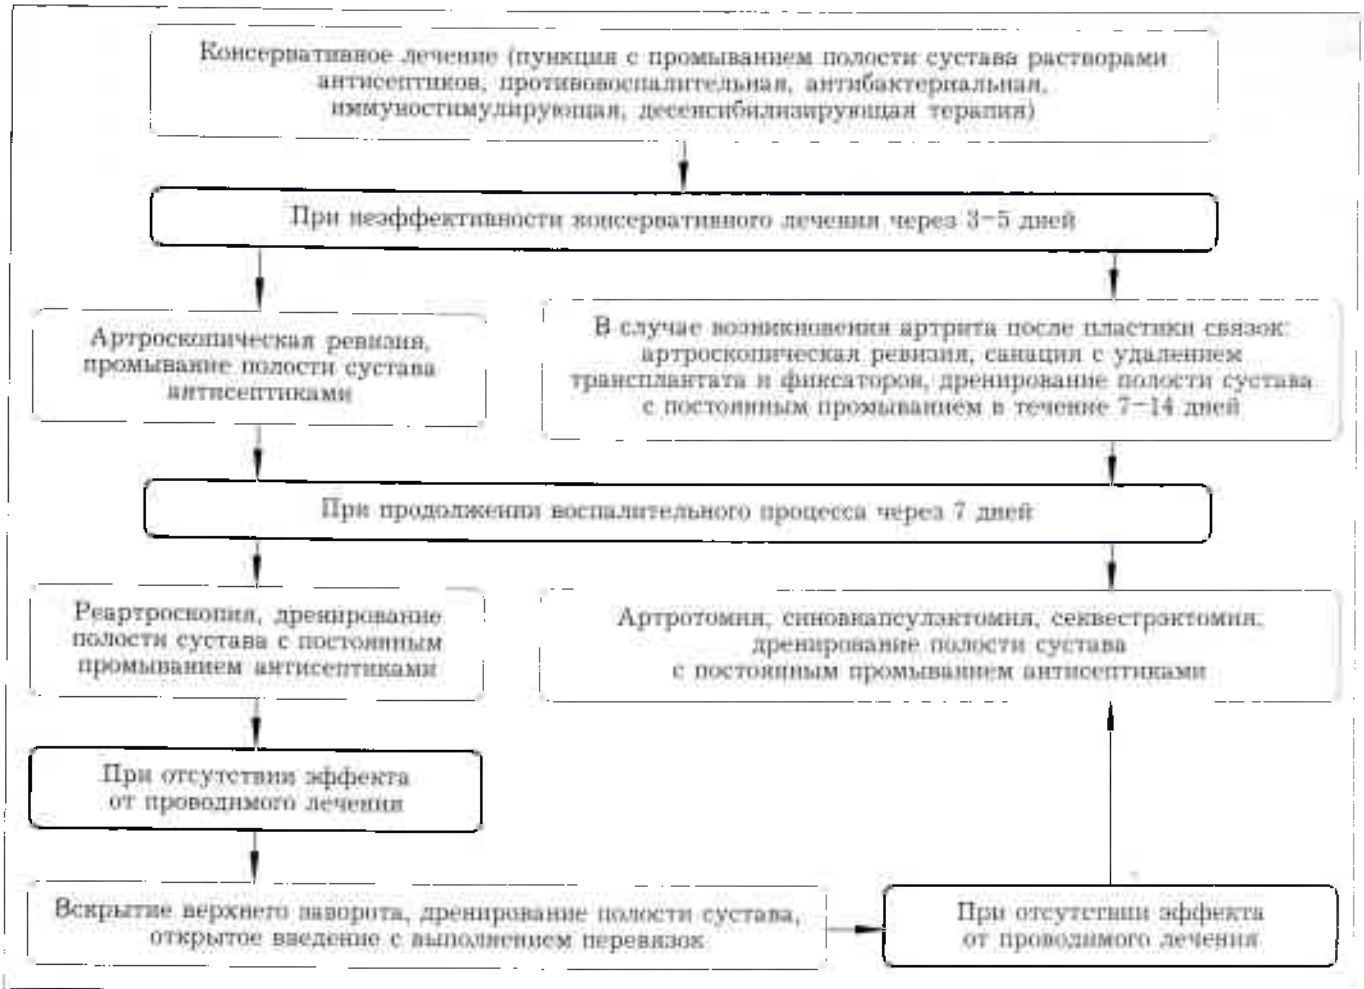 Консервативное лечение (пункция с промыванием полости сустава растворами
антисептиков, противовоспалительная, антибактериальная,
иммуностимулирующая, десенсибилизирующая терапия)
При неэффективности консервативного лечения через 3–5 дней
Артроскопическая ревизия,
промывание полости сустава
антисептиками
В случае возникновения артрита после пластики связок:
артроскопическая ревизия, санация с удалением
трансплантата и фиксаторов, дренирование полости сустава
с постоянным промыванием в течение 7–14 дней
При продолжении воспалительного процесса через 7 дней
Реартроскопия, дренирование
полости сустава с постоянным
промыванием антисептиками
Артротомия, синовкапсулэктомия, секвестрэктомия,
дренирование полости сустава
с постоянным промыванием антисептиками
При отсутствии эффекта
от проводимого лечения
Вскрытие верхнего заворота, дренирование полости сустава,
открытое введение с выполнением перевязок
При отсутствии эффекта
от проводимого лечения